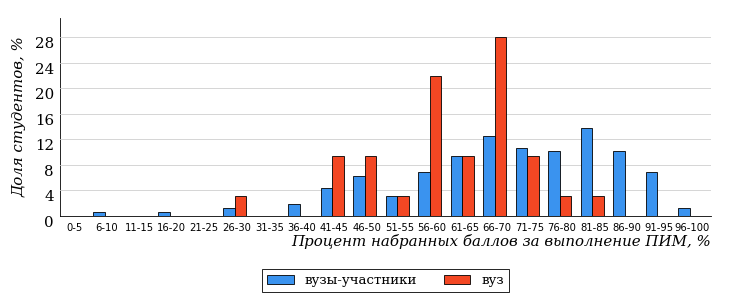 Доля студентов, %
28
24
20
16
12
8
4
0
0-5 6-10 11-15 16-20 21-25 26-30 31-35 36-40 41-45 46-50 51-55 56-60 61-65 66-70 71-75 76-80 81-85 86-90 91-95 96-100
Процент набранных баллов за выполнение ПИМ, %
вузы-участники вуз